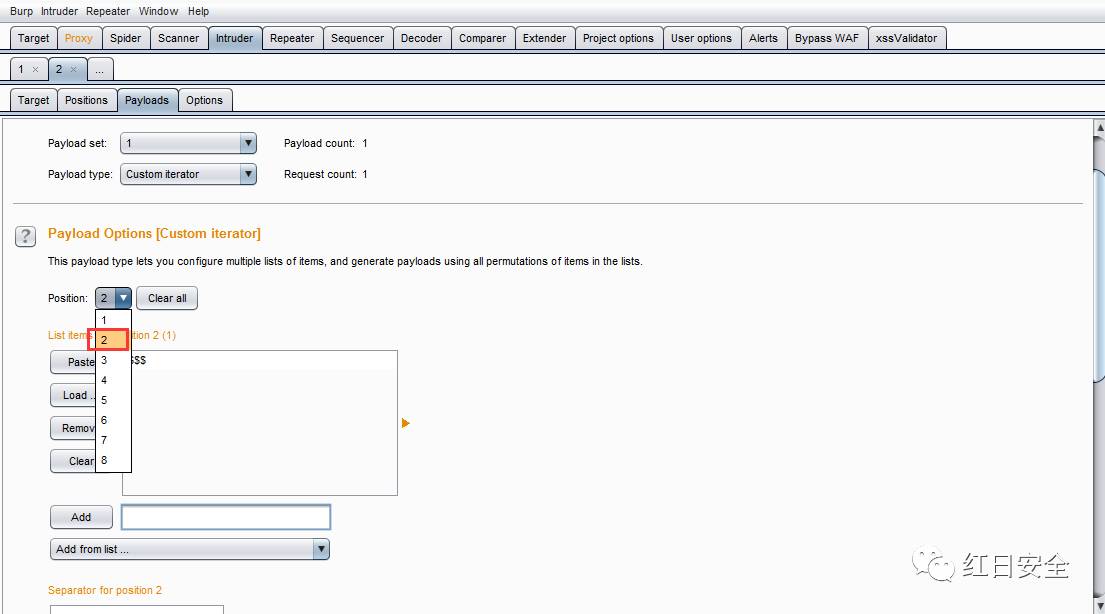 Burp Intruder Repeater Window Help
Target Proxy Spider Scanner Intruder Repeater Sequencer Decoder Comparer Extender Project options User options Alerts Bypass WAF xssValidator
1 × 2 × ...
Target Positions Payloads Options
Payload set: 1 Payload count: 1
Payload type: Custom iterator Request count: 1
? Payload Options [Custom iterator]
This payload type lets you configure multiple lists of items, and generate payloads using all permutations of items in the lists.
Position: 2 Clear all
1
List items tion 2 (1)
2
Paste 3 $$$
4
Load ... 5
Remov 6
7
Clear 8
Add
Add from list ...
Separator for position 2
红日安全